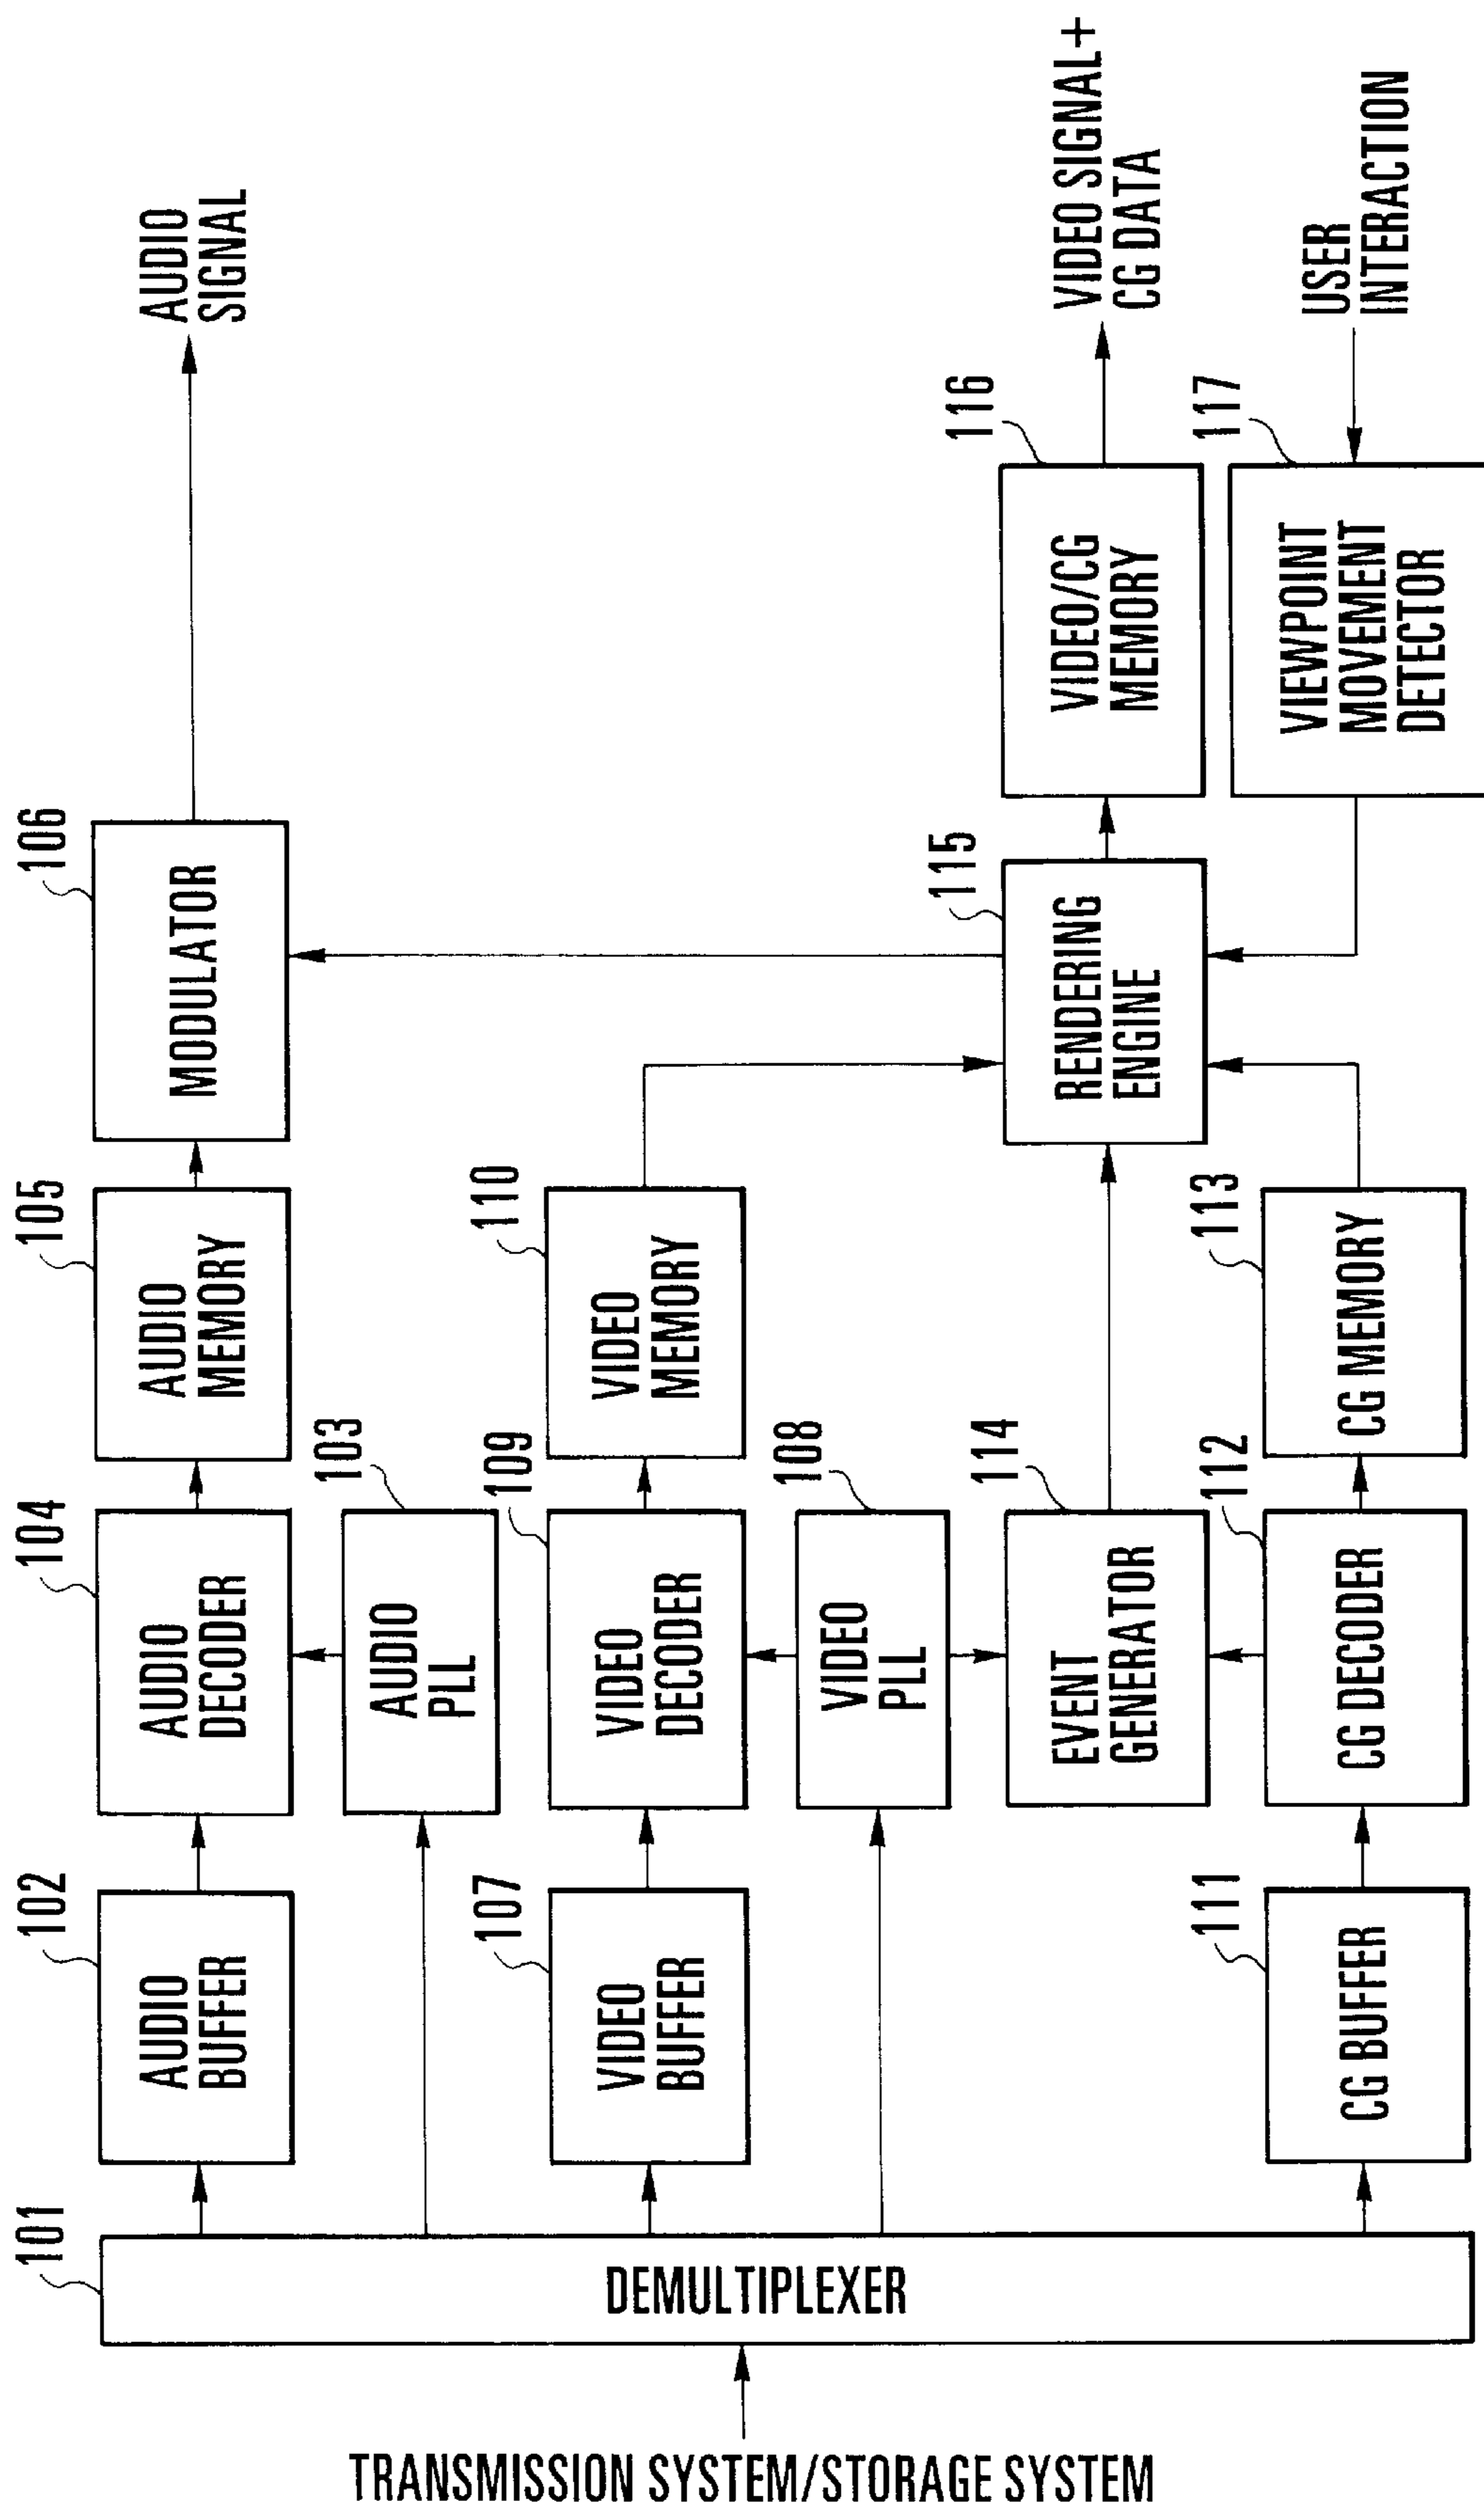 101
102
104
105
106
AUDIO
BUFFER
AUDIO
DECODER
AUDIO
MEMORY
MODULATOR
AUDIO
SIGNAL
103
AUDIO
PLL
107
109
110
VIDEO
BUFFER
VIDEO
DECODER
VIDEO
MEMORY
108
VIDEO
PLL
DEMULTIPLEXER
TRANSMISSION SYSTEM/STORAGE SYSTEM
114
115
116
EVENT
GENERATOR
RENDERING
ENGINE
VIDEO/CG
MEMORY
VIDEO SIGNAL+
CG DATA
111
112
113
117
CG BUFFER
CG DECODER
CG MEMORY
VIEWPOINT
MOVEMENT
DETECTOR
USER
INTERACTION